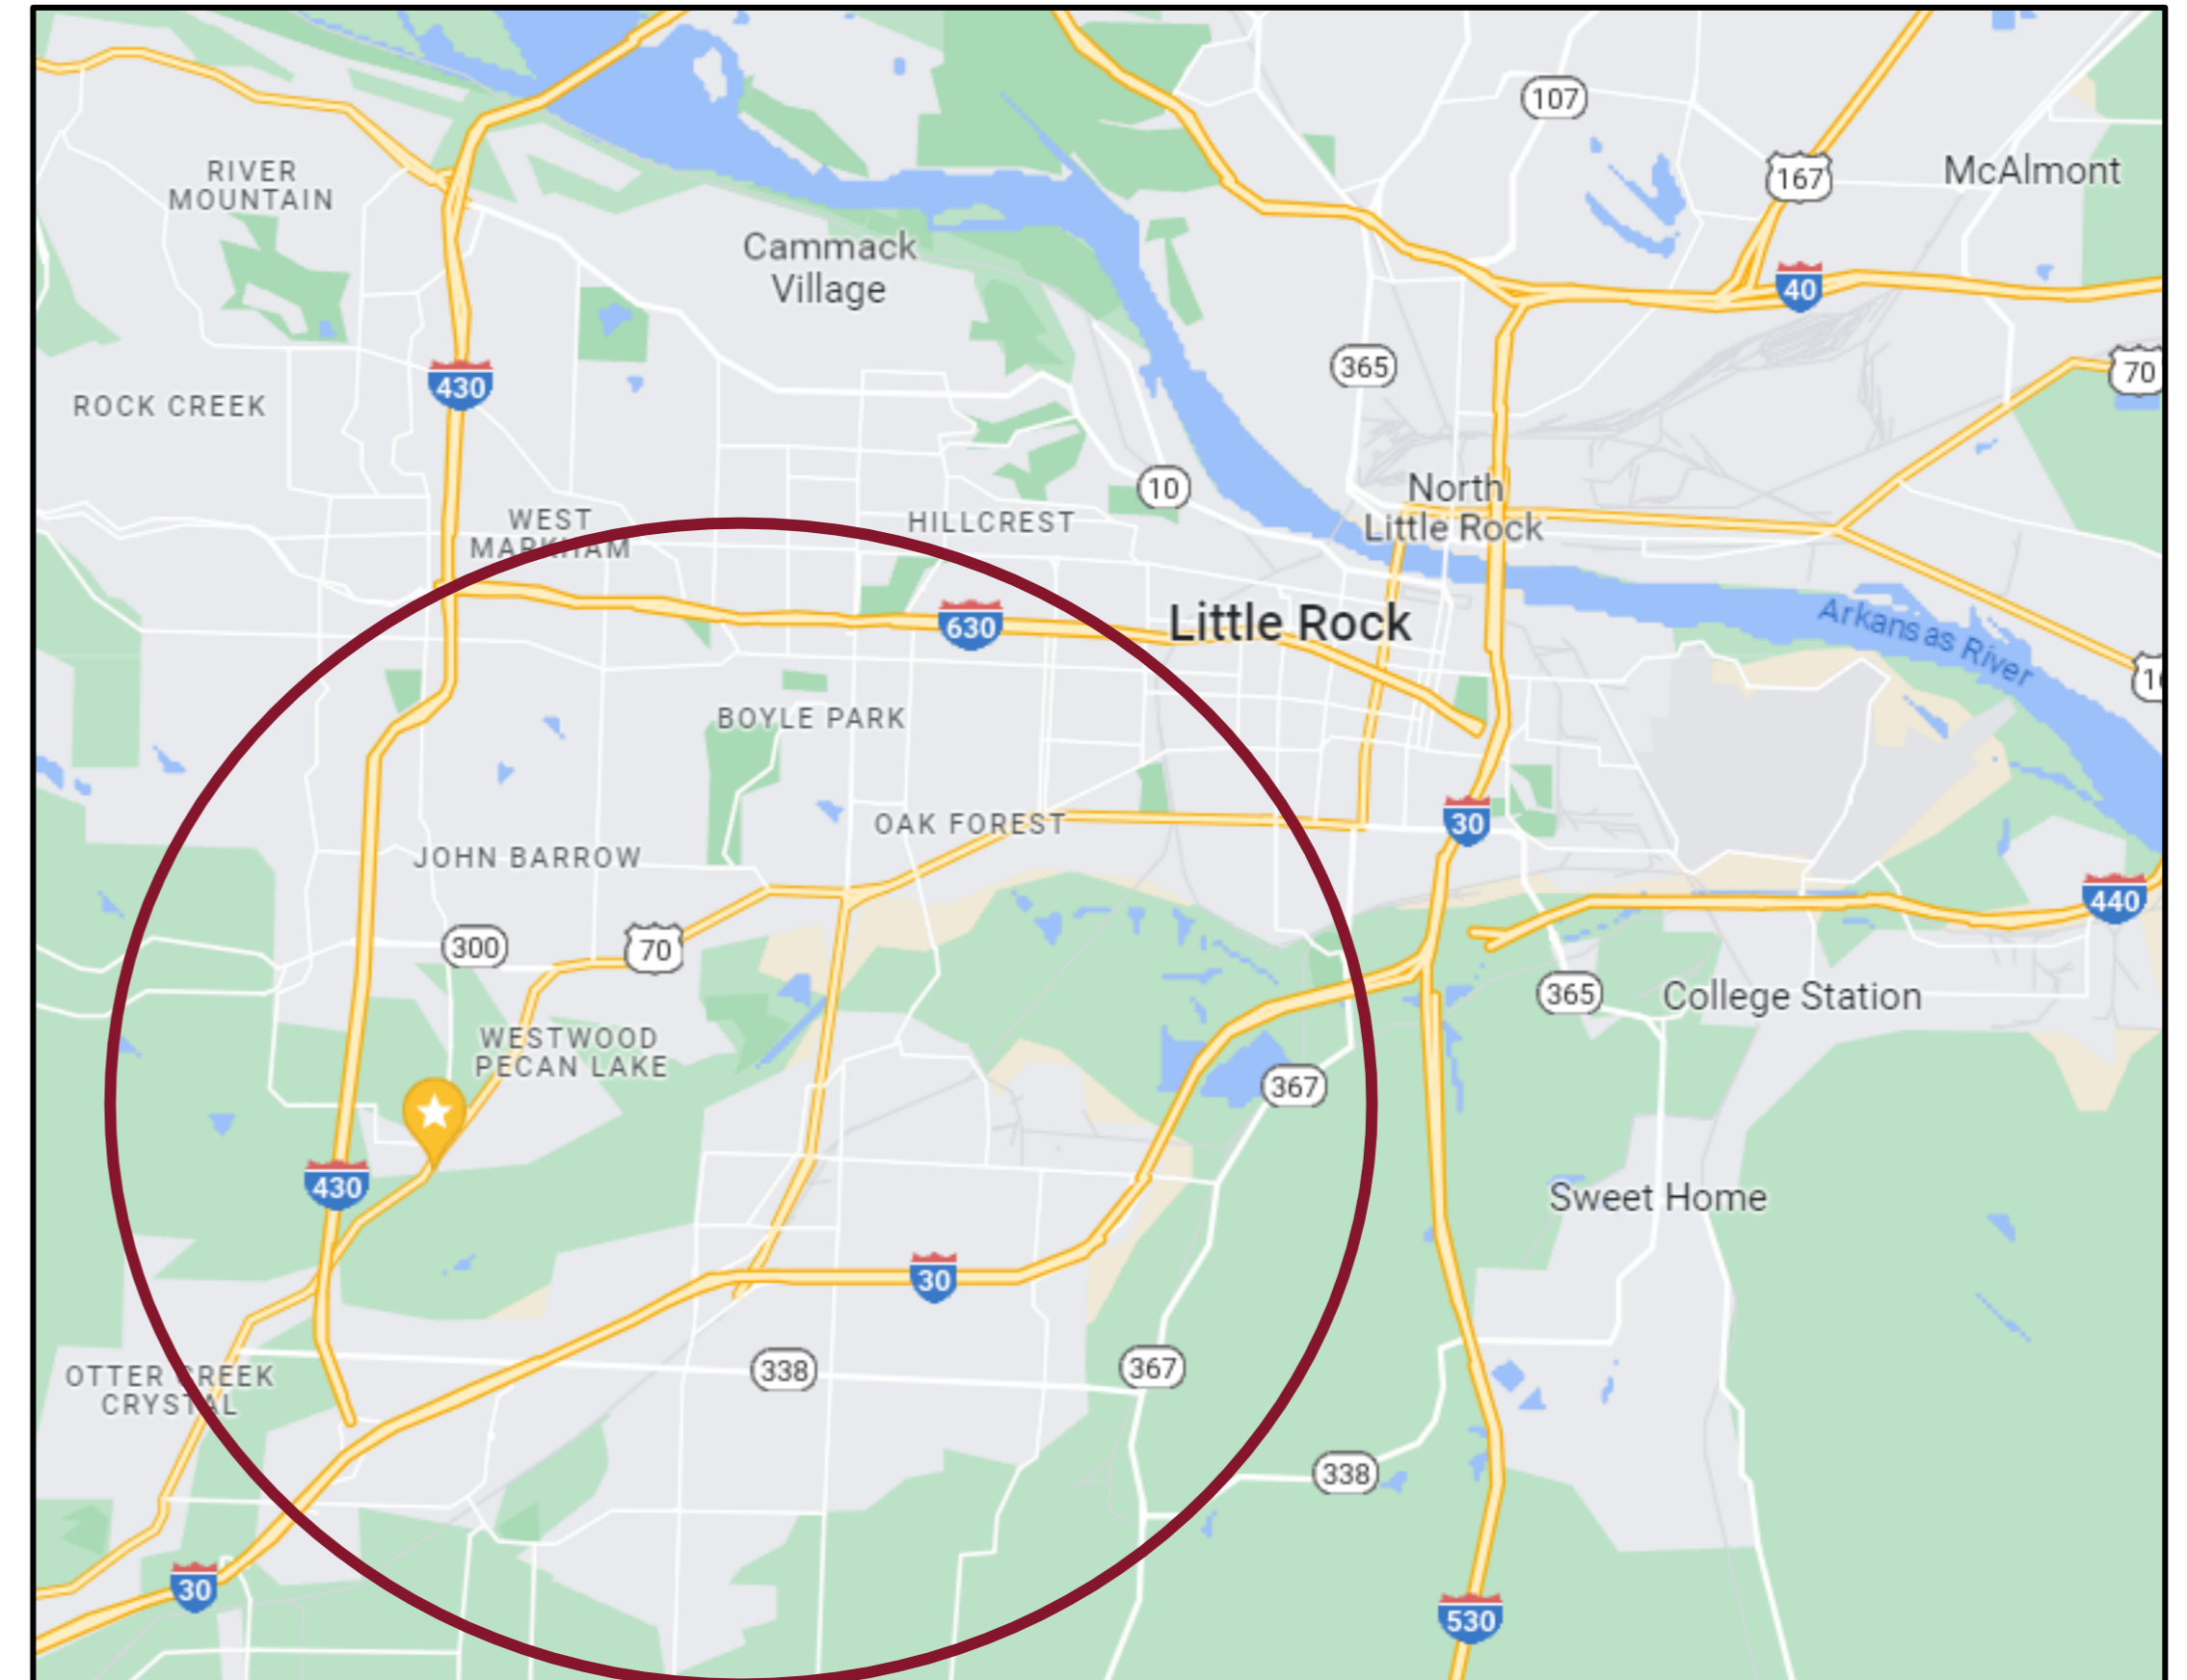 107
RIVER
MOUNTAIN
167
McAlmont
Cammack
Village
40
365
70
430
ROCK CREEK
10
North
Little Rock
WEST
MARKHAM
HILLCREST
630
Little Rock
Arkansas River
BOYLE PARK
OAK FOREST
30
JOHN BARROW
440
300
70
365
College Station
WESTWOOD
PECAN LAKE
367
430
Sweet Home
30
338
367
OTTER CREEK
CRYSTAL
338
30
530